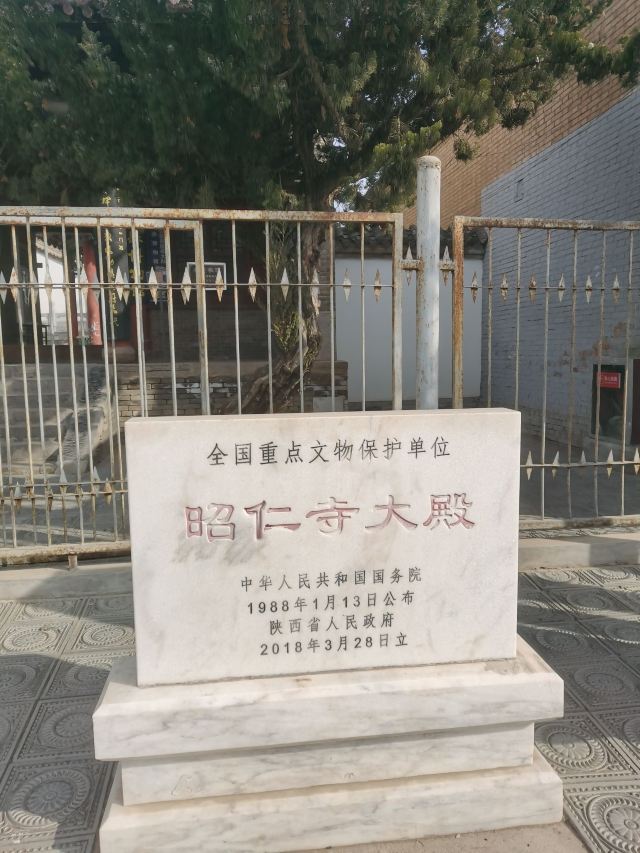 全国重点文物保护单位
昭仁寺大殿
中华人民共和国国务院
1988年1月13日公布
陕西省人民政府
2018年3月28日立